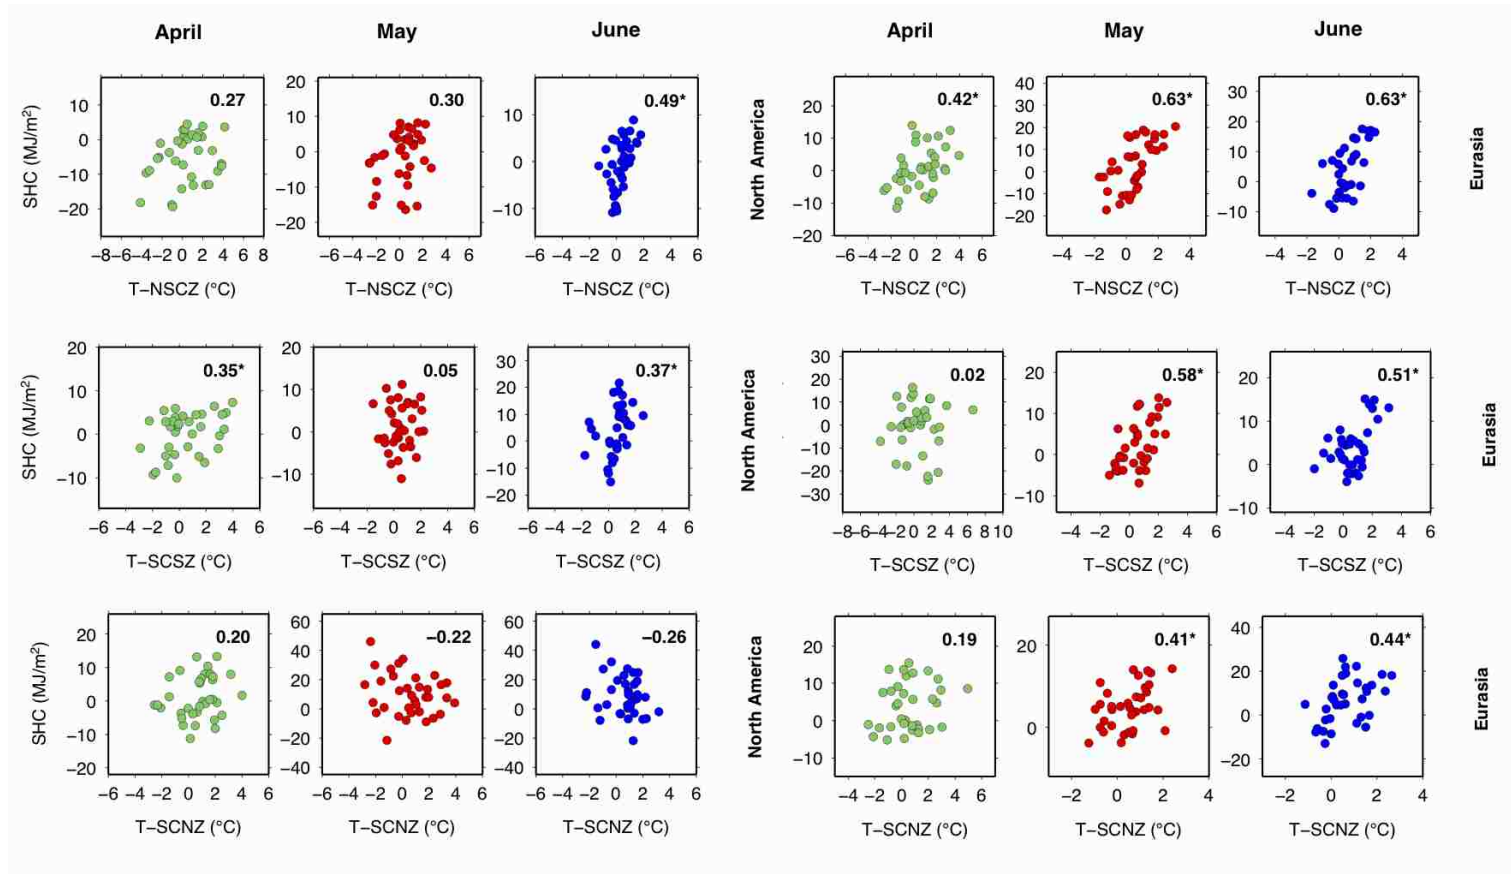 April May June April May June
SHC (MJ/m²) 10 0 −10 −20 0.27 20 10 0 −10 −20 0.30 10 0 −10 0.49* North America 20 10 0 −10 −20 0.42* 40 30 20 10 0 −10 −20 0.63* 30 20 10 0 −10 0.63* Eurasia
−8−6−4−2 0 2 4 6 8 −6 −4 −2 0 2 4 6 −6 −4 −2 0 2 4 6 −6 −4 −2 0 2 4 6 −4 −2 0 2 4 −4 −2 0 2 4
T−NSCZ (°C) T−NSCZ (°C) T−NSCZ (°C) T−NSCZ (°C) T−NSCZ (°C) T−NSCZ (°C)
SHC (MJ/m²) 20 10 0 −10 0.35* 20 10 0 −10 0.05 30 20 10 0 −10 −20 0.37* North America 30 20 10 0 −10 −20 −30 0.02 20 10 0 −10 0.58* 20 10 0 −10 0.51* Eurasia
−6 −4 −2 0 2 4 6 −6 −4 −2 0 2 4 6 −6 −4 −2 0 2 4 6 −8−6−4−2 0 2 4 6 8 10 −4 −2 0 2 4 6 −4 −2 0 2 4 6
T−SCSZ (°C) T−SCSZ (°C) T−SCSZ (°C) T−SCSZ (°C) T−SCSZ (°C) T−SCSZ (°C)
SHC (MJ/m²) 20 10 0 −10 −20 0.20 60 40 20 0 −20 −40 −0.22 60 40 20 0 −20 −40 −0.26 North America 20 10 0 −10 0.19 20 0 0.41* 40 20 0 −20 0.44* Eurasia
−6 −4 −2 0 2 4 6 −6 −4 −2 0 2 4 6 −6 −4 −2 0 2 4 6 −4 −2 0 2 4 6 −2 0 2 4 −2 0 2 4
T−SCNZ (°C) T−SCNZ (°C) T−SCNZ (°C) T−SCNZ (°C) T−SCNZ (°C) T−SCNZ (°C)